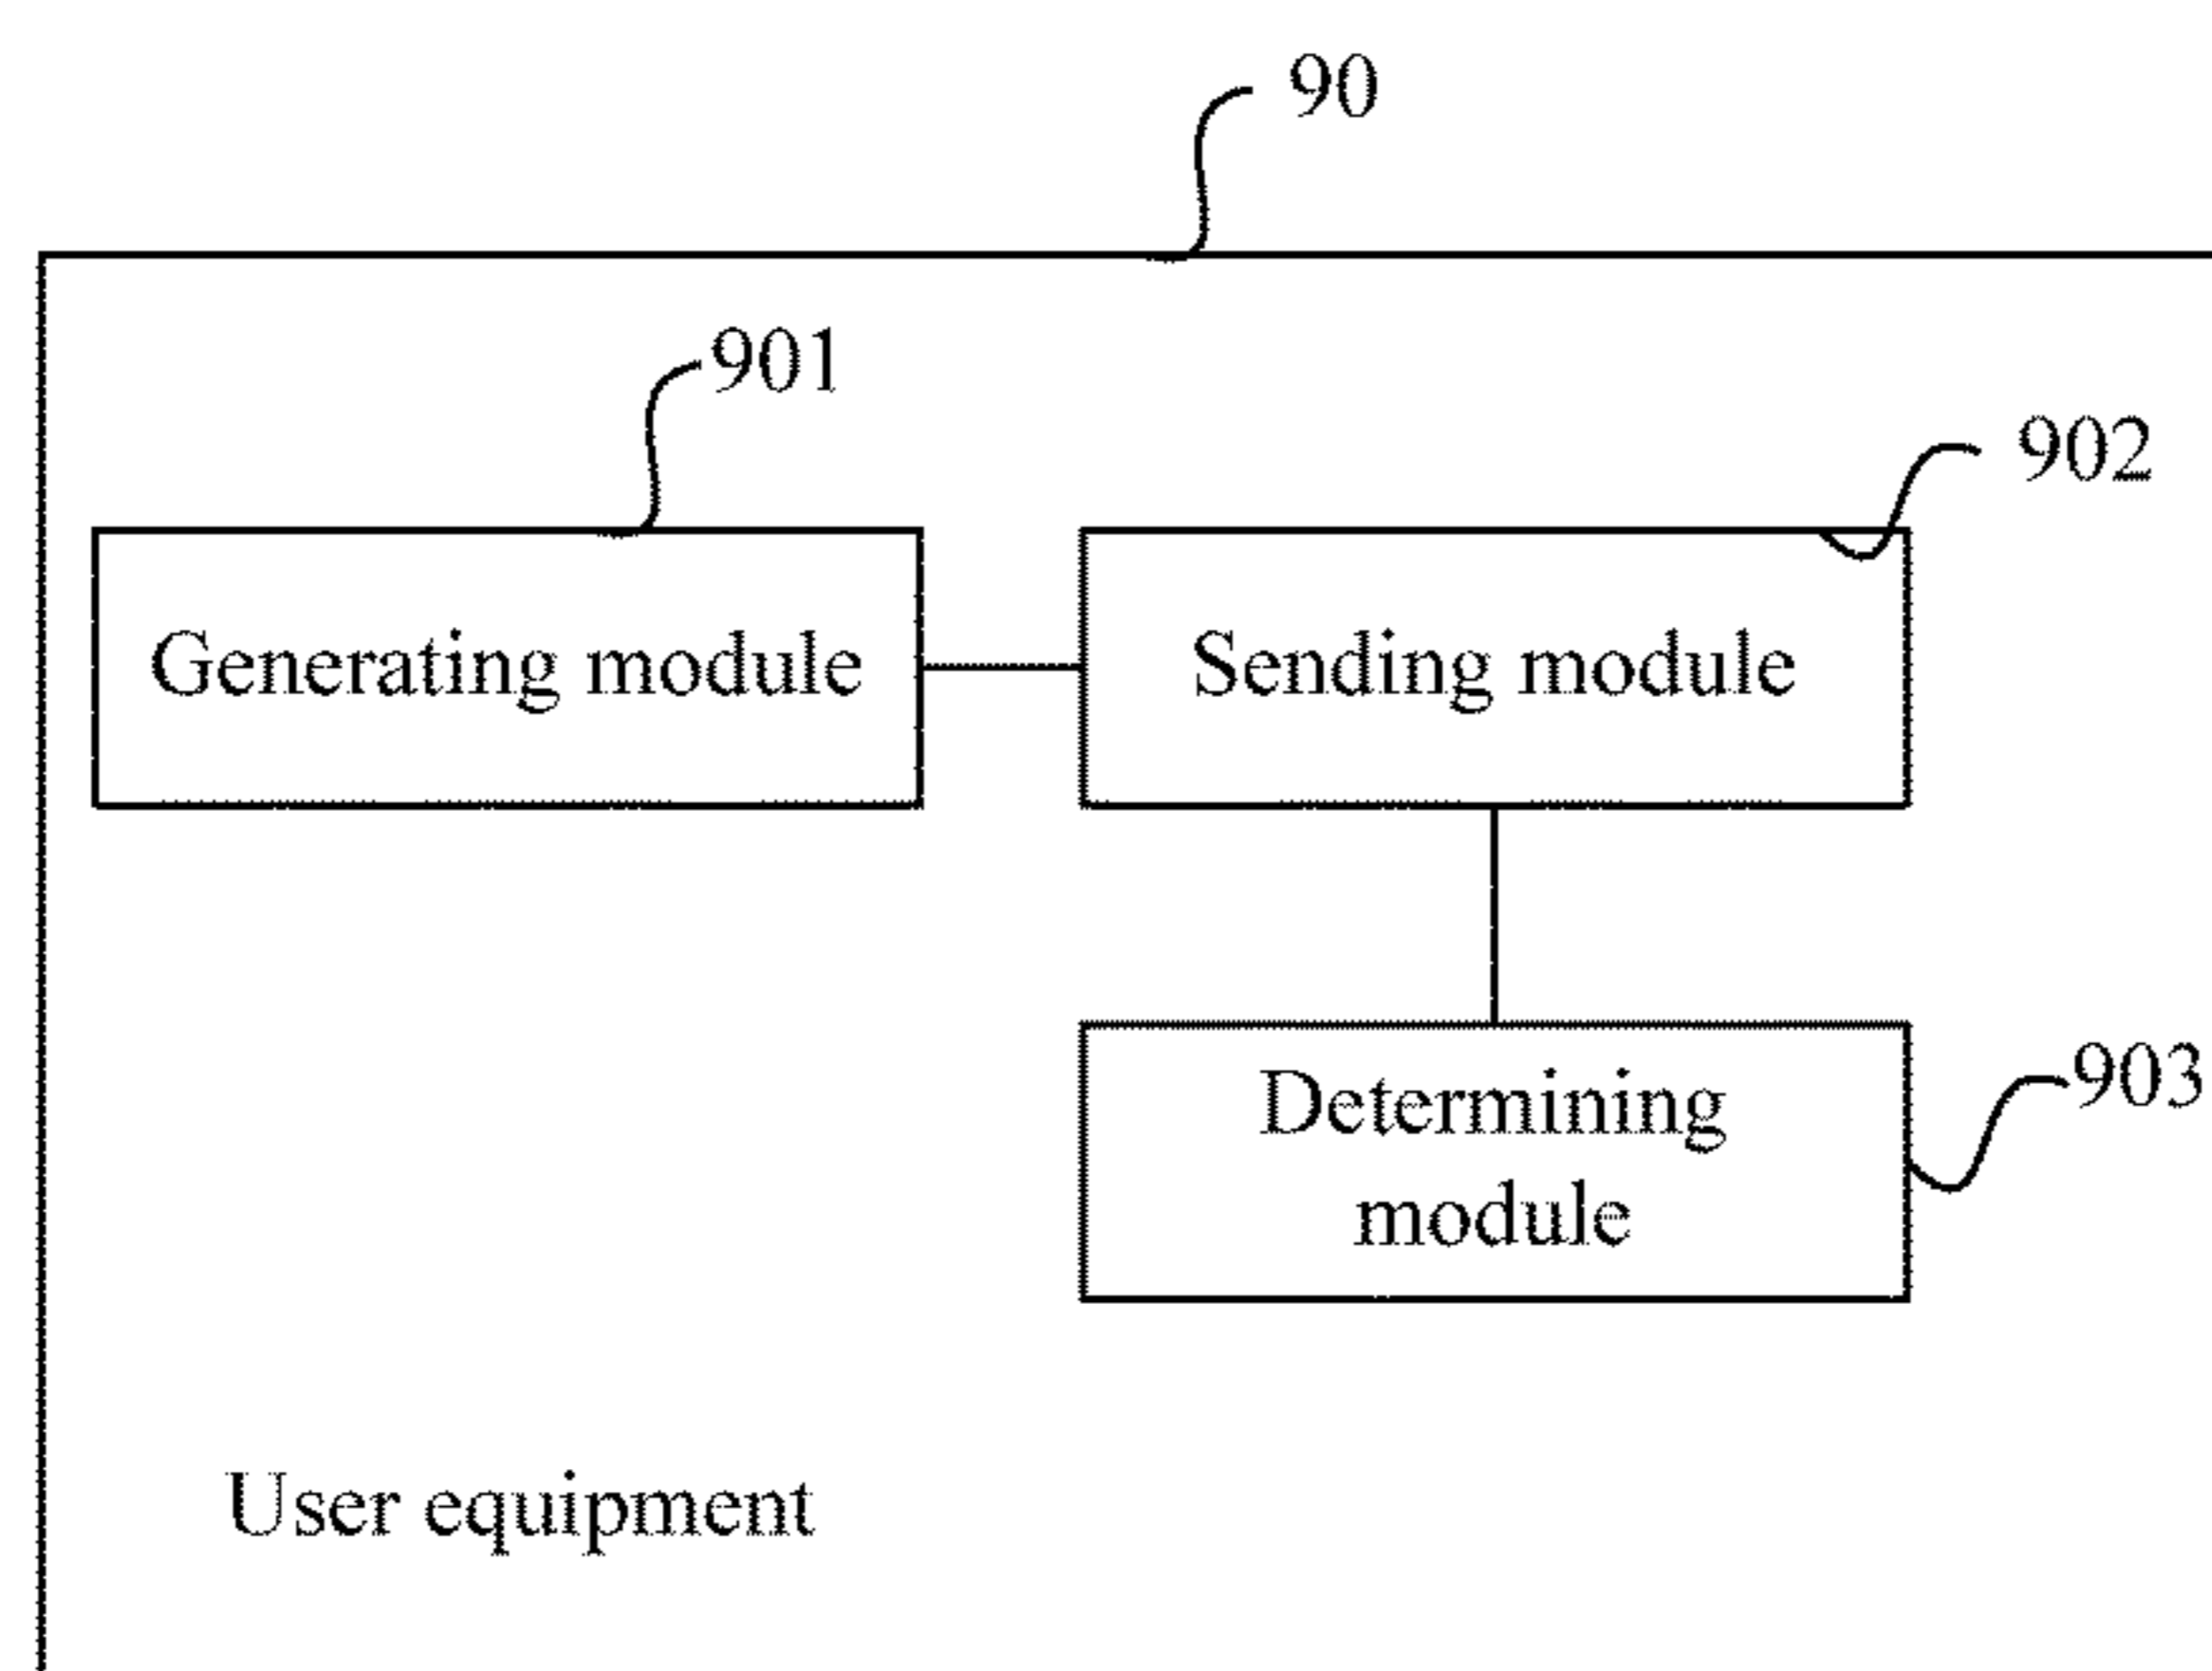 90
901
902
Generating module
Sending module
Determining
module
903
User equipment